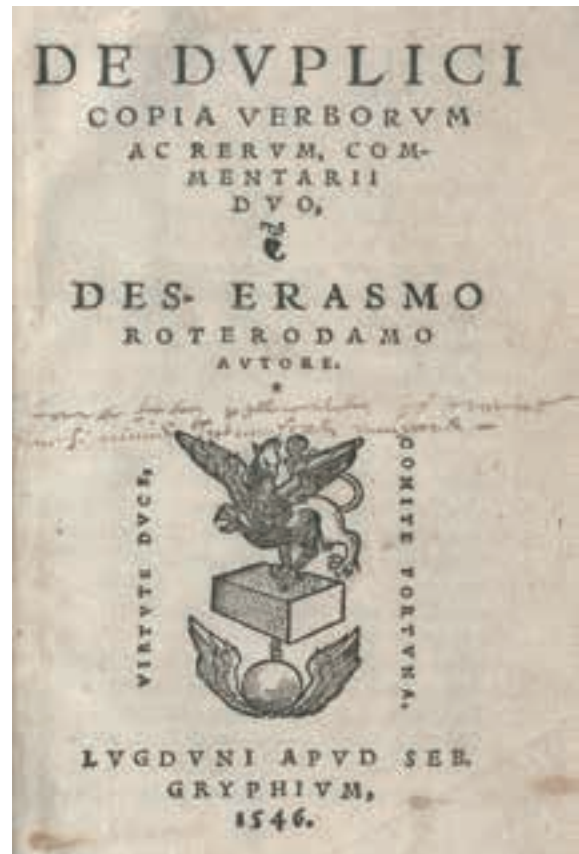 DE DVPLICI
COPIA VERBORVM
AC RERVM, COM-
MENTARII
DVO,
DES. ERASMO
ROTERODAMO
AVTORE.
*
VIRTVTE DVCE,
COMITE FORTVNA,
LVGDVNI APVD SEB.
GRYPHIVM,
1546.